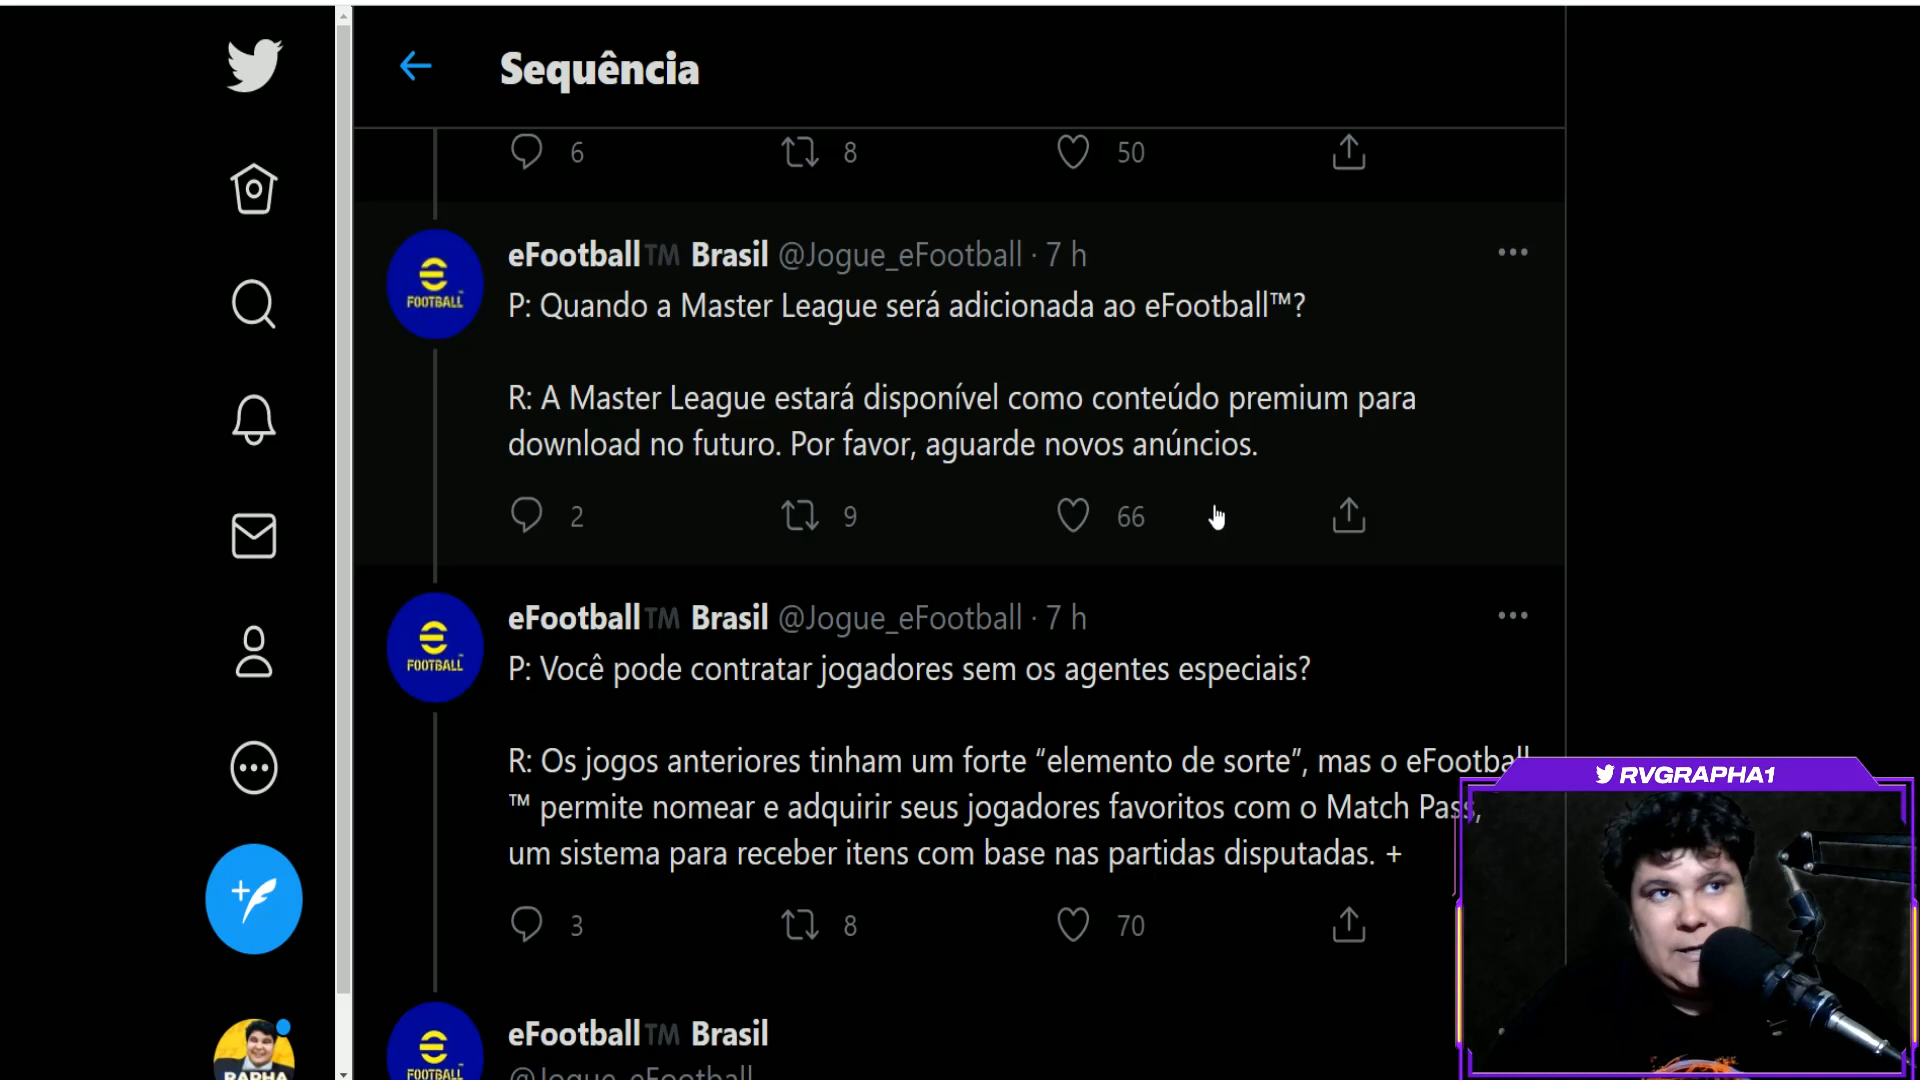 Sequência
6 8 50
eFootball™ Brasil @Jogue_eFootball · 7 h
P: Quando a Master League será adicionada ao eFootball™?
R: A Master League estará disponível como conteúdo premium para
download no futuro. Por favor, aguarde novos anúncios.
2 9 66
eFootball™ Brasil @Jogue_eFootball · 7 h
P: Você pode contratar jogadores sem os agentes especiais?
R: Os jogos anteriores tinham um forte “elemento de sorte”, mas o eFootball
™ permite nomear e adquirir seus jogadores favoritos com o Match Pass,
um sistema para receber itens com base nas partidas disputadas. +
3 8 70
eFootball™ Brasil
@Jogue_eFootball
FOOTBALL
FOOTBALL
FOOTBALL
RAPHA
RVGRAPHA1